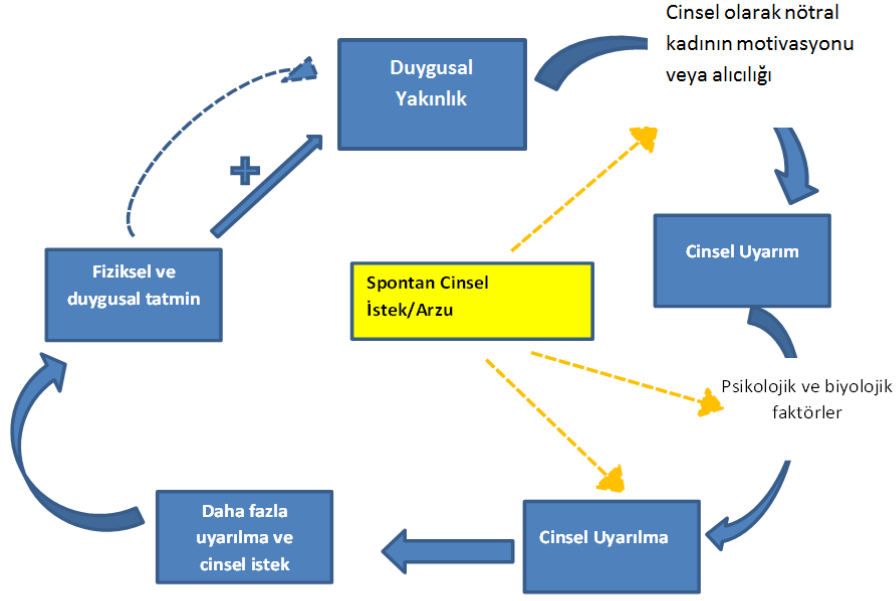 Duygusal
Yakınlık
Cinsel olarak nötral
kadının motivasyonu
veya alıcılığı
Cinsel Uyarım
Psikolojik ve biyolojik
faktörler
Cinsel Uyarılma
Daha fazla
uyarılma ve
cinsel istek
Fiziksel ve
duygusal tatmin
+
Spontan Cinsel
İstek/Arzu